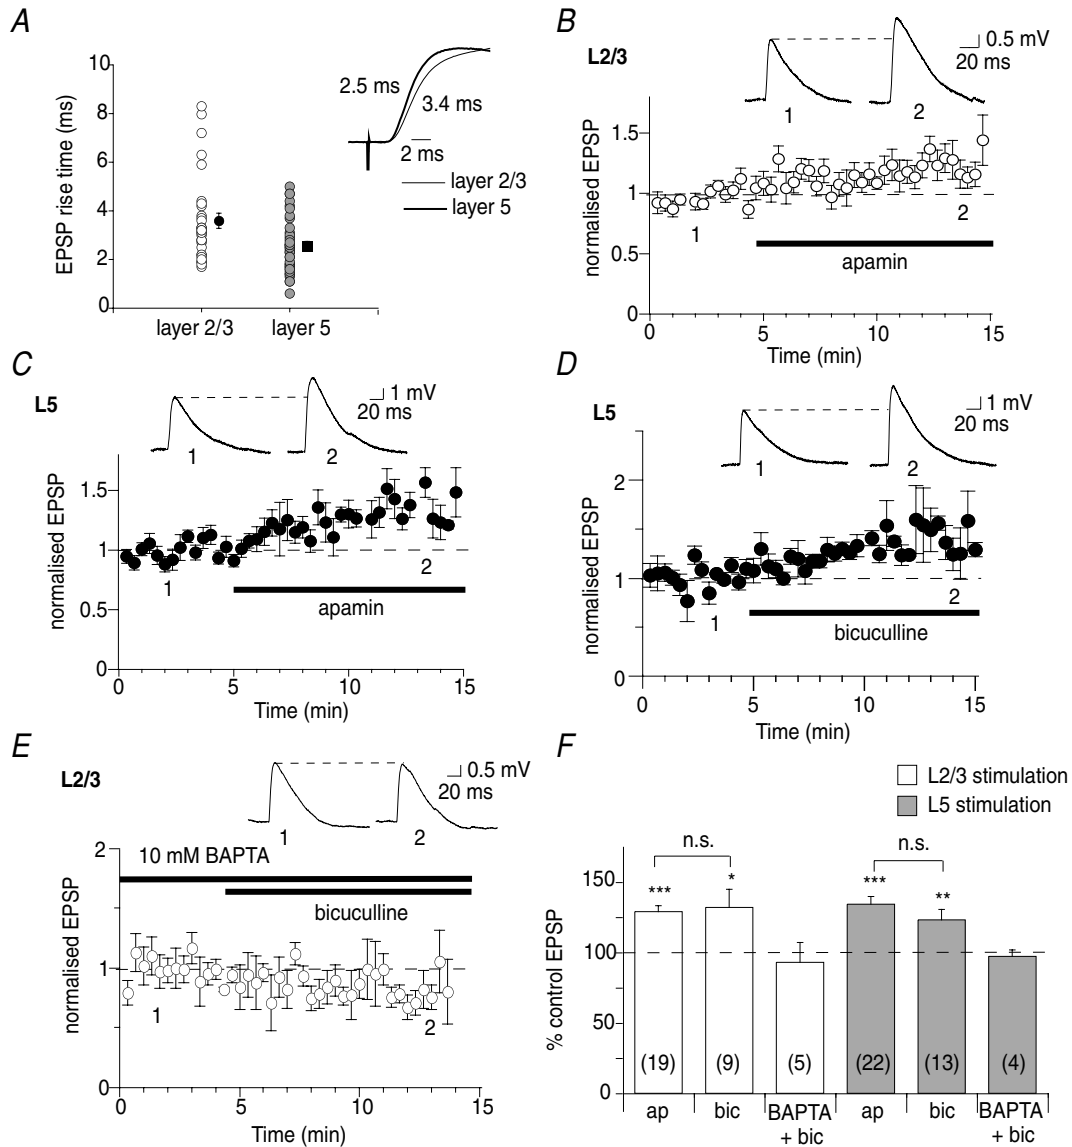 A
EPSP rise time (ms)
10
8
6
4
2
0
layer 2/3
layer 5
2.5 ms
3.4 ms
2 ms
layer 2/3
layer 5
B
L2/3
0.5 mV
20 ms
1
2
normalised EPSP
1.5
1
0.5
0
1
2
apamin
0
5
10
15
Time (min)
C
L5
1 mV
20 ms
1
2
normalised EPSP
1.5
1
0.5
0
1
2
apamin
0
5
10
15
Time (min)
D
L5
1 mV
20 ms
1
2
normalised EPSP
2
1
0
1
2
bicuculline
0
5
10
15
Time (min)
E
L2/3
0.5 mV
20 ms
1
2
normalised EPSP
2
1
0
10 mM BAPTA
bicuculline
1
2
0
5
10
15
Time (min)
F
L2/3 stimulation
L5 stimulation
% control EPSP
150
100
50
0
n.s.
n.s.
***
*
***
**
(19)
(9)
(5)
(22)
(13)
(4)
ap
bic
BAPTA
+ bic
ap
bic
BAPTA
+ bic